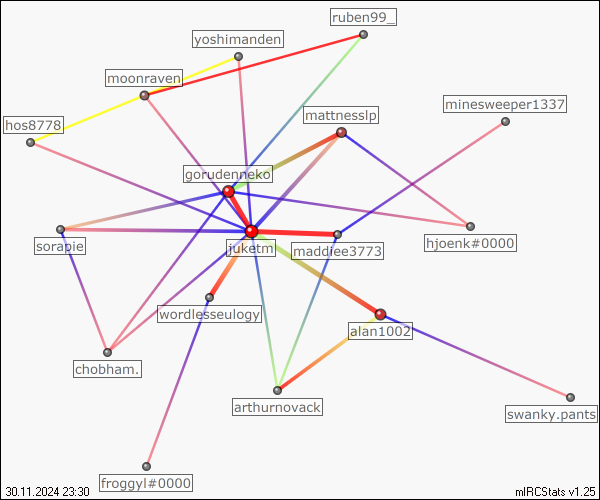 ruben99_
yoshimanden
moonraven
minesweeper1337
mattnesslp
hos8778
gorudenneko
sorapie
juketm
maddiee3773
hjoenk#0000
wordlesseulogy
alan1002
chobham.
arthurnovack
swanky.pants
froggyl#0000
30.11.2024 23:30
mIRCStats v1.25